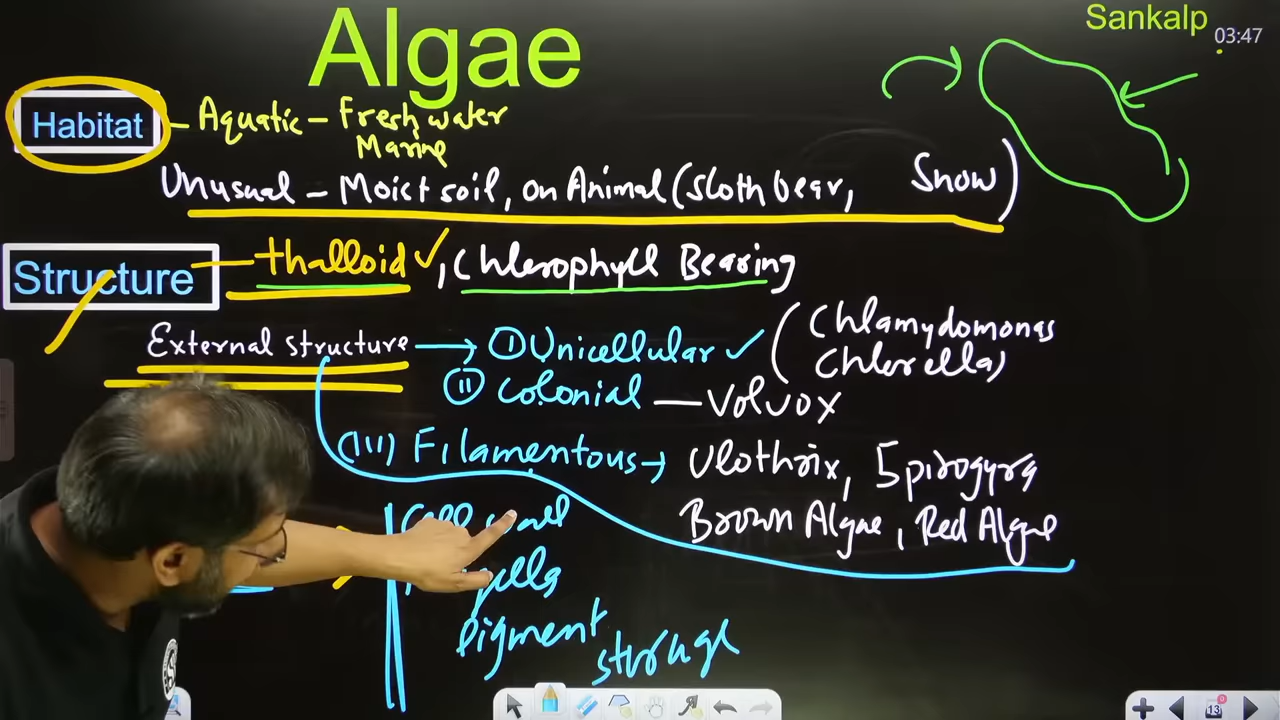 Algae
Sankalp
03:47
Habitat - Aquatic - Fresh water
Marine
Unusual - Moict soil, on Animal (Sloth bear, Snow)
Structure - thalloid ✓, Chlorophyll Bearing
External structure → (I) Unicellular ✓ (Chlamydomonas
Chlorella)
(II) Colonial — Volvox
(III) Filamentous → Ulothrix, Spirogyra
Brown Algae, Red Algae
Cell wall
pigment
storage
13